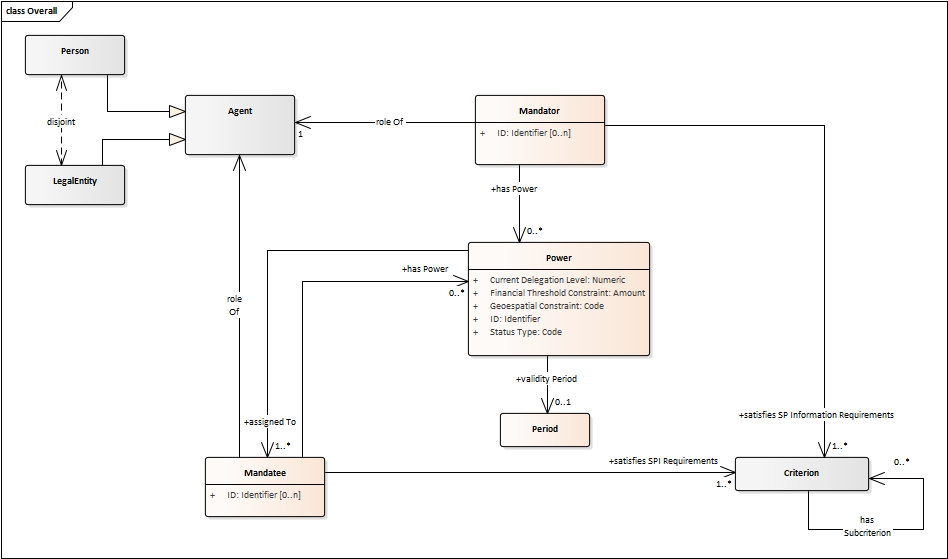 class Overall
Person
disjoint
LegalEntity
Agent
1
role Of
Mandator
+ ID: Identifier [0..n]
+has Power
0..*
Power
+ Current Delegation Level: Numeric
+ Financial Threshold Constraint: Amount
+ Geoespatial Constraint: Code
+ ID: Identifier
+ Status Type: Code
+has Power
0..*
role
Of
+validity Period
0..1
Period
+assigned To
1..*
Mandatee
+ ID: Identifier [0..n]
+satisfies SP Information Requirements
1..*
+satisfies SPI Requirements
1..*
Criterion
0..*
has
Subcriterion